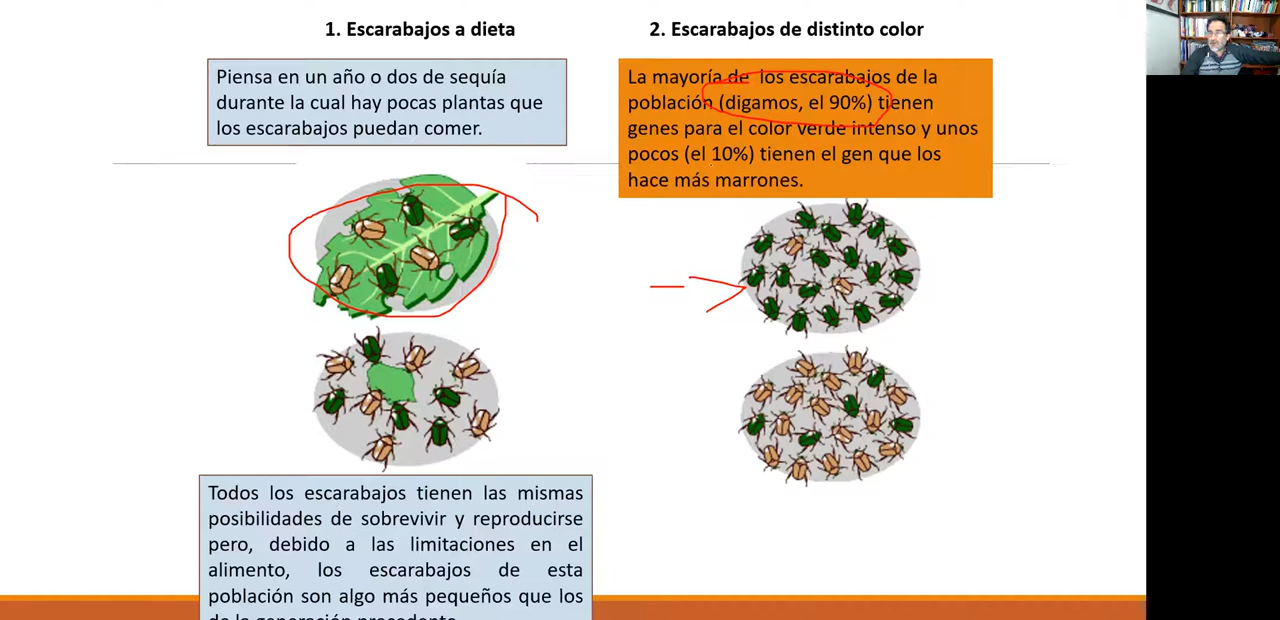 1. Escarabajos a dieta
Piensa en un año o dos de sequía
durante la cual hay pocas plantas que
los escarabajos puedan comer.
Todos los escarabajos tienen las mismas
posibilidades de sobrevivir y reproducirse
pero, debido a las limitaciones en el
alimento, los escarabajos de esta
población son algo más pequeños que los
de la generación precedente.
2. Escarabajos de distinto color
La mayoría de los escarabajos de la
población (digamos, el 90%) tienen
genes para el color verde intenso y unos
pocos (el 10%) tienen el gen que los
hace más marrones.